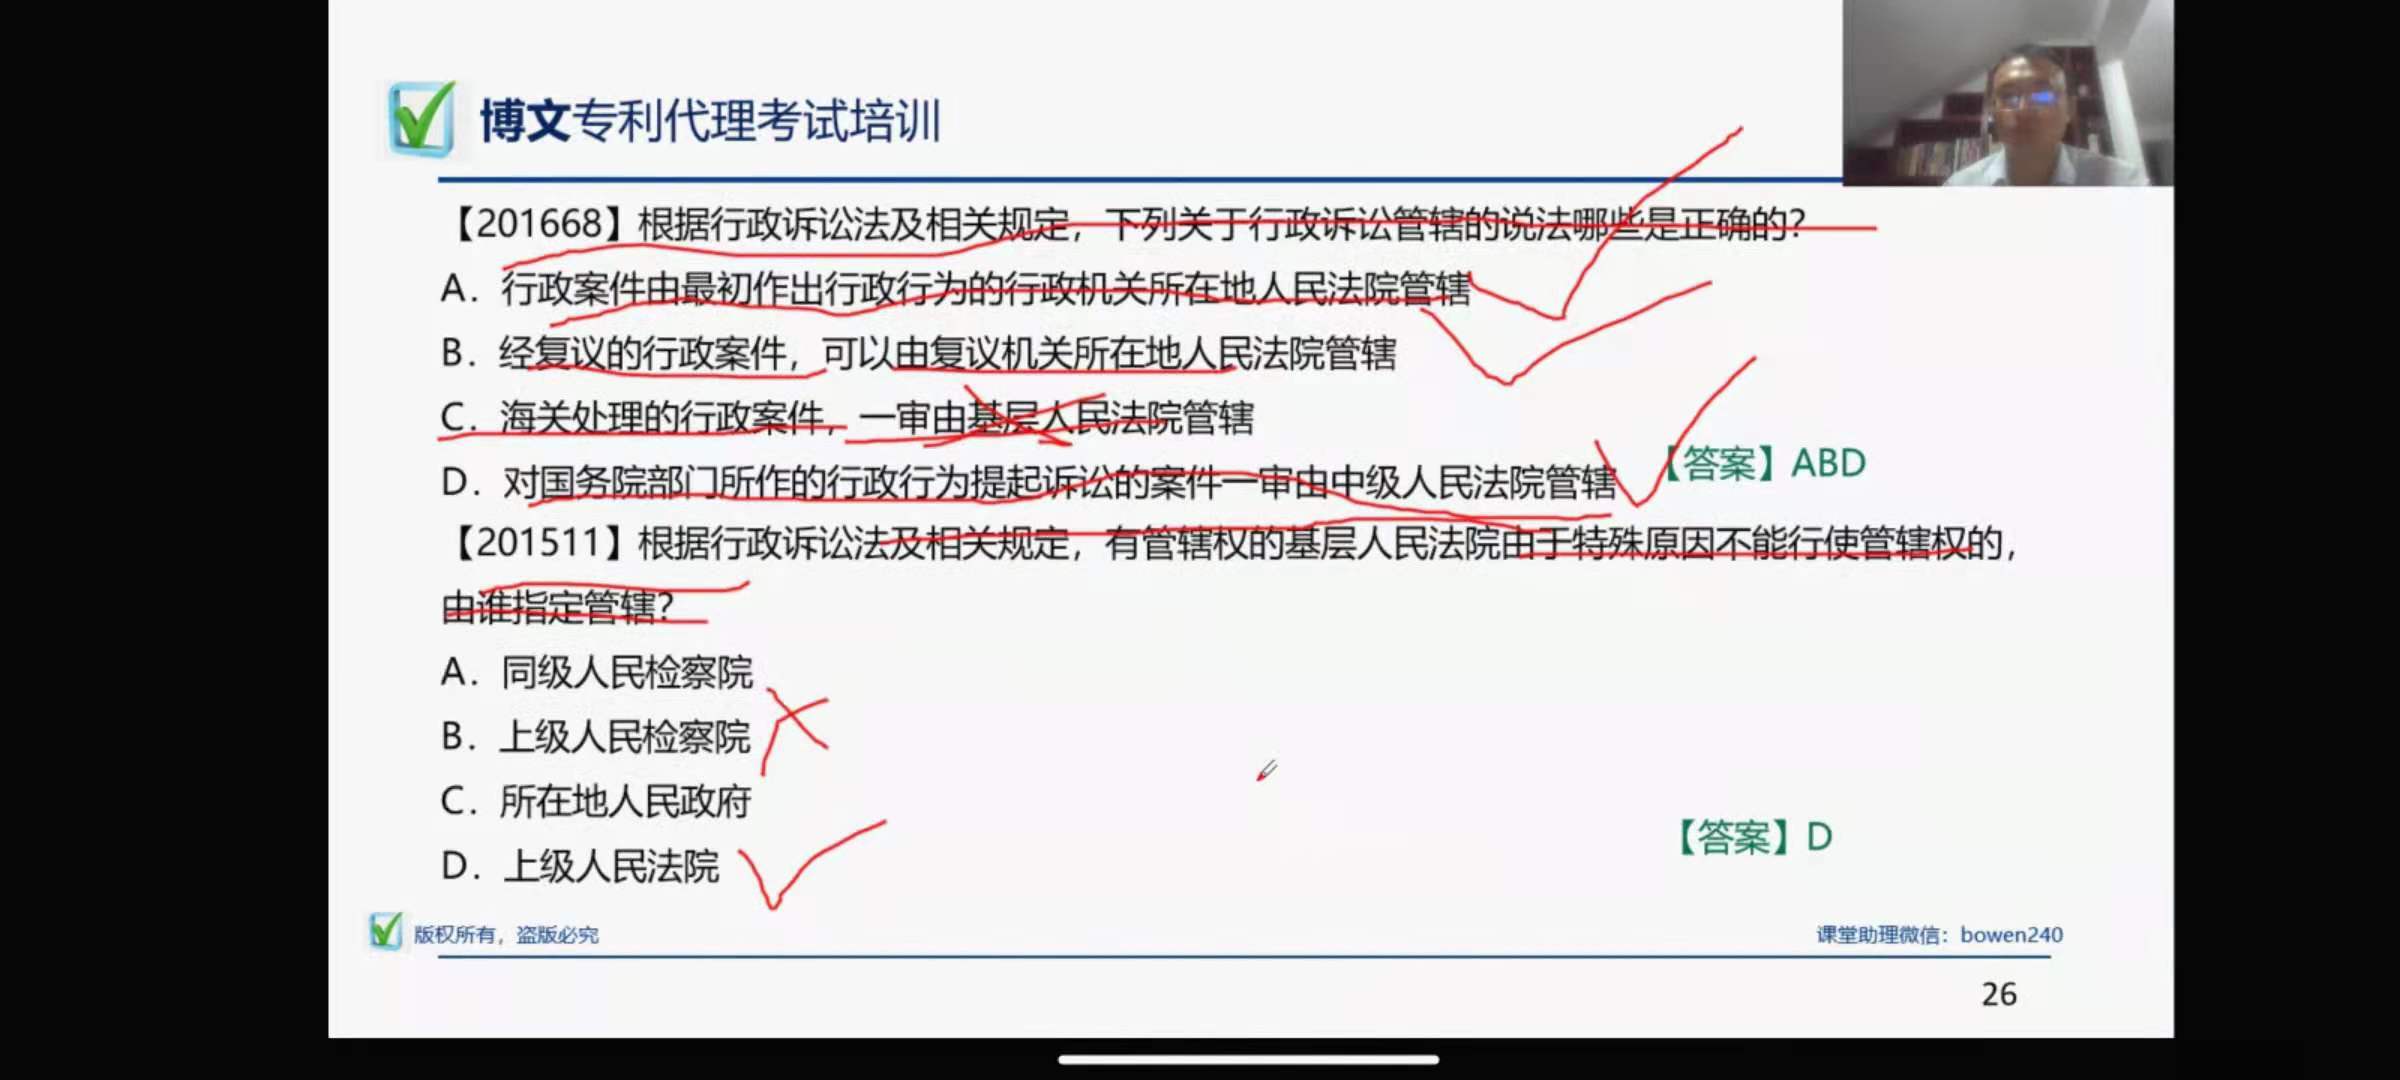 博文专利代理考试培训
【201668】根据行政诉讼法及相关规定，下列关于行政诉讼管辖的说法哪些是正确的？
A．行政案件由最初作出行政行为的行政机关所在地人民法院管辖
B．经复议的行政案件，可以由复议机关所在地人民法院管辖
C．海关处理的行政案件，一审由基层人民法院管辖
D．对国务院部门所作的行政行为提起诉讼的案件一审由中级人民法院管辖
【答案】ABD
【201511】根据行政诉讼法及相关规定，有管辖权的基层人民法院由于特殊原因不能行使管辖权的，
由谁指定管辖？
A．同级人民检察院
B．上级人民检察院
C．所在地人民政府
D．上级人民法院
【答案】D
版权所有，盗版必究
课堂助理微信：bowen240
26